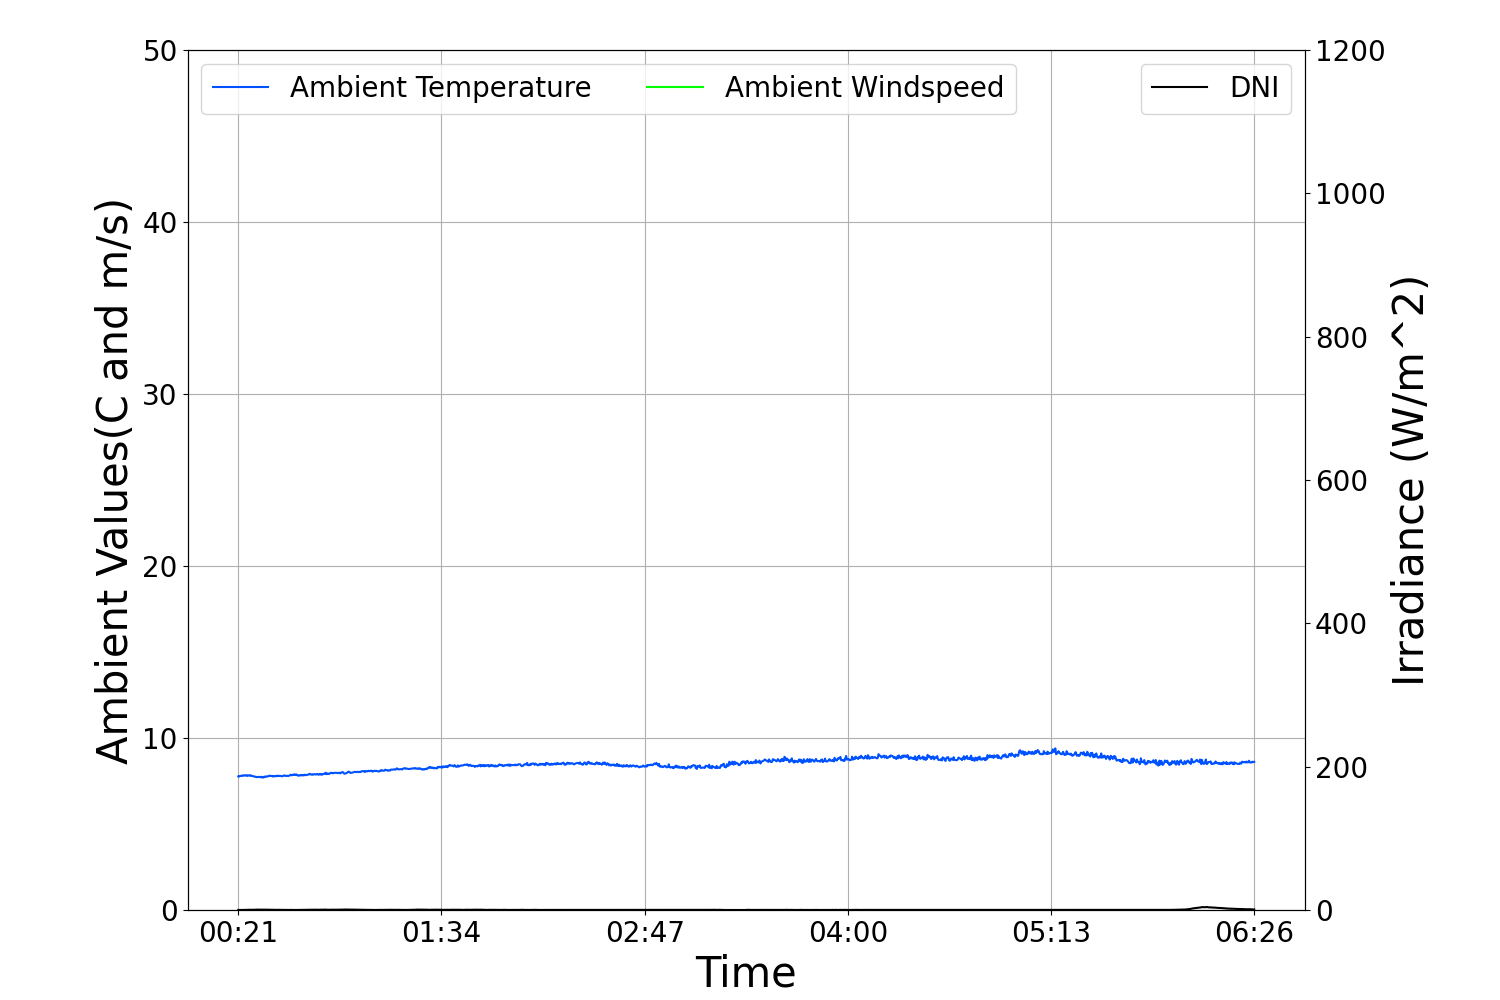 Ambient Temperature
Ambient Windspeed
DNI
Ambient Values(C and m/s)
50
40
30
20
10
0
1200
1000
800
600
400
200
0
Irradiance (W/m^2)
00:21 01:34 02:47 04:00 05:13 06:26
Time